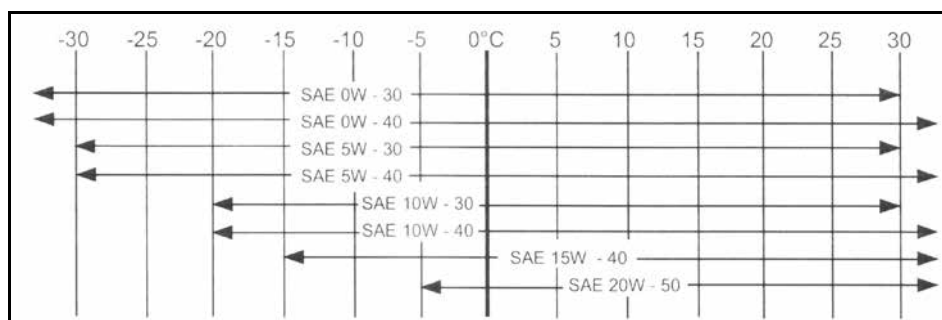 -30 -25 -20 -15 -10 -5 0°C 5 10 15 20 25 30
SAE 0W - 30
SAE 0W - 40
SAE 5W - 30
SAE 5W - 40
SAE 10W - 30
SAE 10W - 40
SAE 15W - 40
SAE 20W - 50